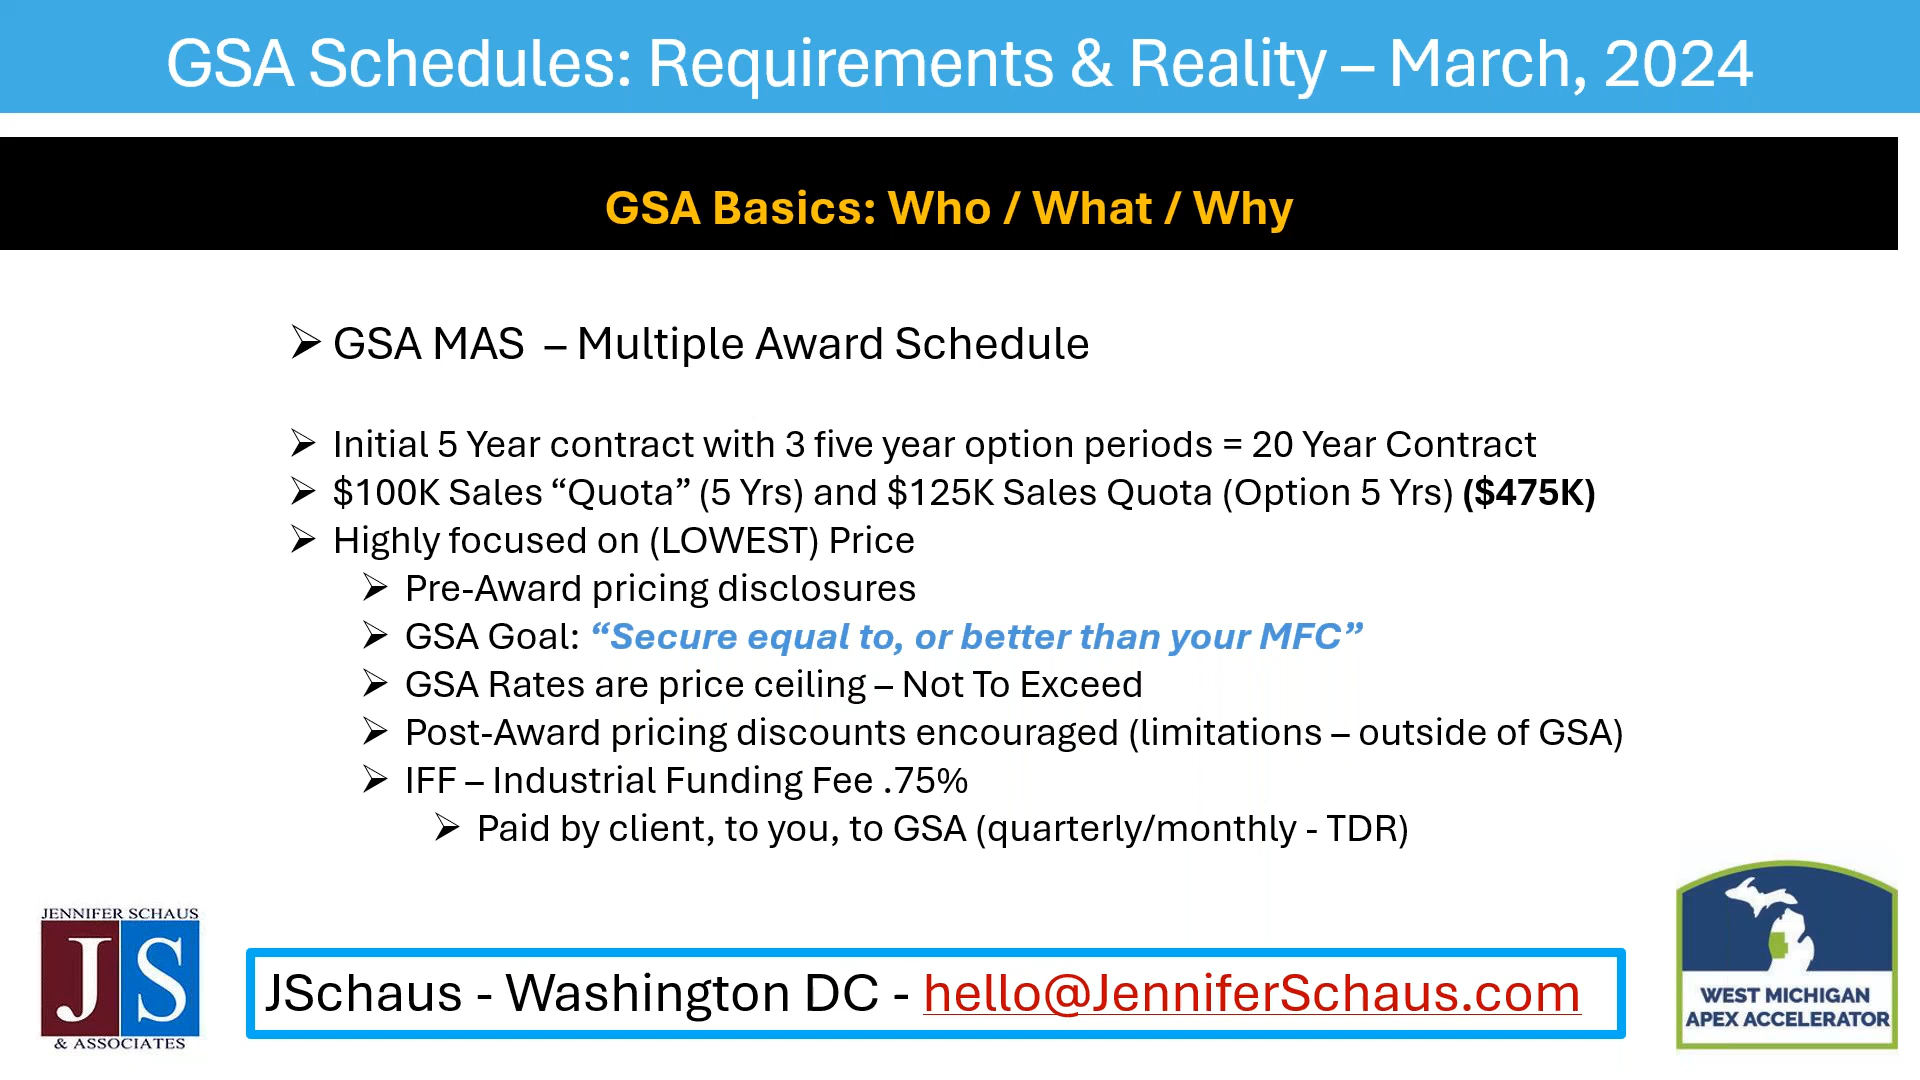 GSA Schedules: Requirements & Reality – March, 2024
GSA Basics: Who / What / Why
➢ GSA MAS – Multiple Award Schedule
➢ Initial 5 Year contract with 3 five year option periods = 20 Year Contract
➢ $100K Sales “Quota” (5 Yrs) and $125K Sales Quota (Option 5 Yrs) ($475K)
➢ Highly focused on (LOWEST) Price
➢ Pre-Award pricing disclosures
➢ GSA Goal: “Secure equal to, or better than your MFC”
➢ GSA Rates are price ceiling – Not To Exceed
➢ Post-Award pricing discounts encouraged (limitations – outside of GSA)
➢ IFF – Industrial Funding Fee .75%
➢ Paid by client, to you, to GSA (quarterly/monthly - TDR)
JENNIFER SCHAUS
JS
& ASSOCIATES
JSchaus - Washington DC - hello@JenniferSchaus.com
WEST MICHIGAN
APEX ACCELERATOR